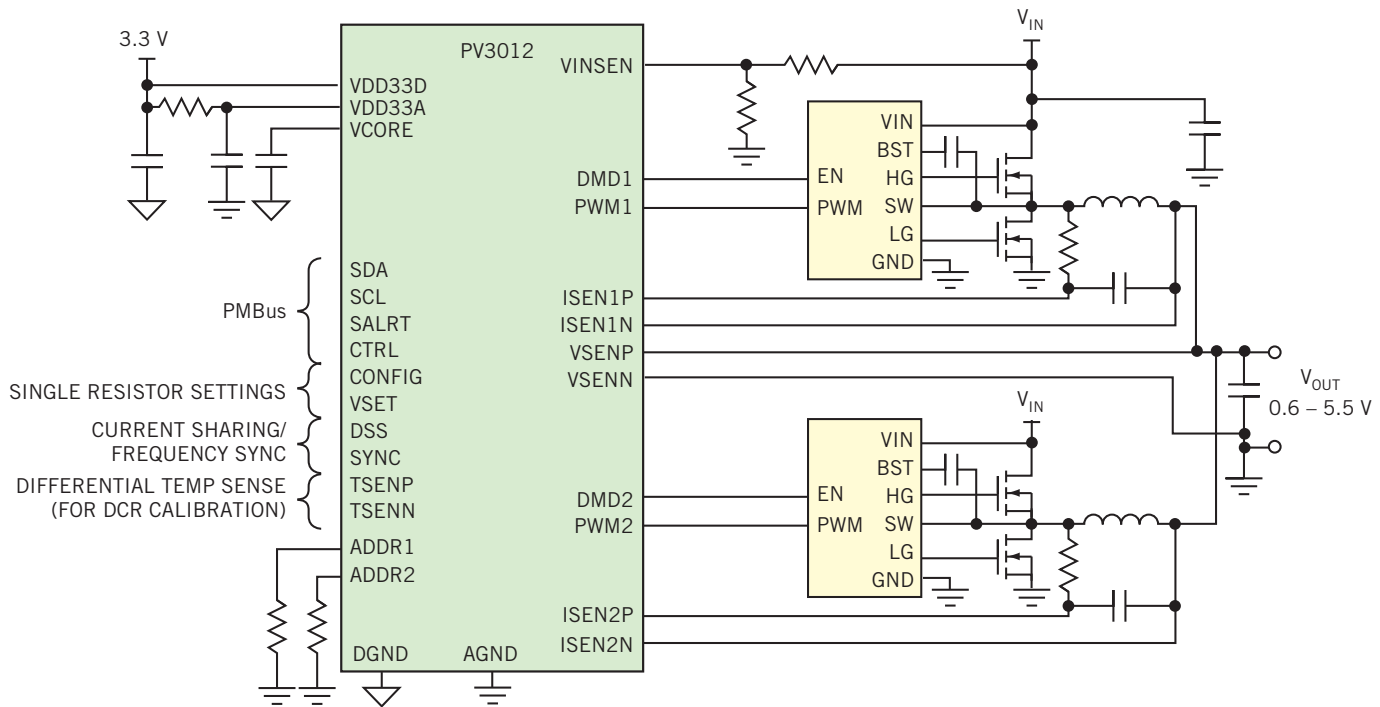 3.3 V
PV3012
VDD33D
VDD33A
VCORE
PMBus
SDA
SCL
SALRT
CTRL
SINGLE RESISTOR SETTINGS
CONFIG
VSET
CURRENT SHARING/
FREQUENCY SYNC
DSS
SYNC
DIFFERENTIAL TEMP SENSE
(FOR DCR CALIBRATION)
TSENP
TSENN
ADDR1
ADDR2
DGND
AGND
VINSEN
DMD1
PWM1
ISEN1P
ISEN1N
VSENP
VSENN
DMD2
PWM2
ISEN2P
ISEN2N
VIN
EN
PWM
VIN
BST
HG
SW
LG
GND
VIN
EN
PWM
VIN
BST
HG
SW
LG
GND
VOUT
0.6 – 5.5 V